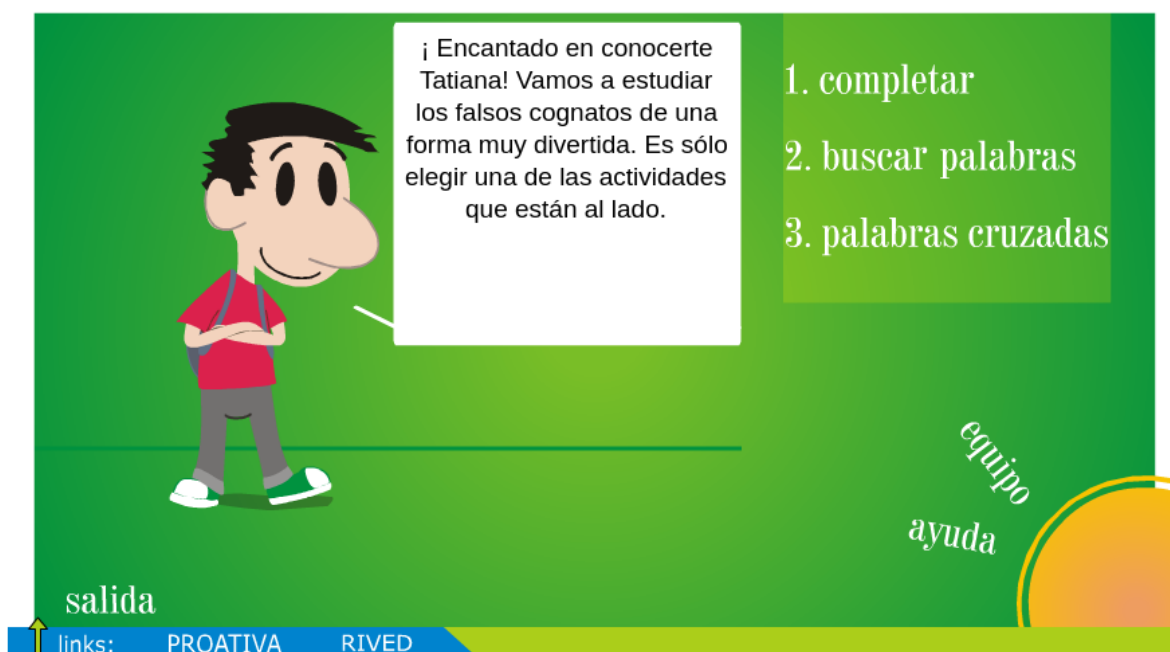 ¡ Encantado en conocerte
Tatiana! Vamos a estudiar
los falsos cognatos de una
forma muy divertida. Es sólo
elegir una de las actividades
que están al lado.
1. completar
2. buscar palabras
3. palabras cruzadas
equipo
ayuda
salida
links: PROATIVA RIVED